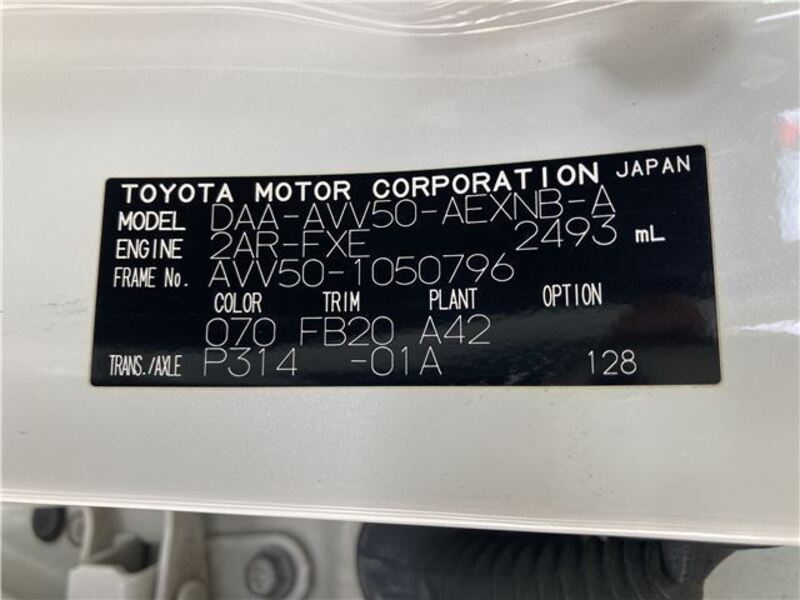 TOYOTA MOTOR CORPORATION JAPAN
MODEL DAA-AVV50-AEXNB-A
ENGINE 2AR-FXE 2493 mL
FRAME No. AVV50-1050796
COLOR TRIM PLANT OPTION
070 FB20 A42
TRANS./AXLE P314 -01A 128